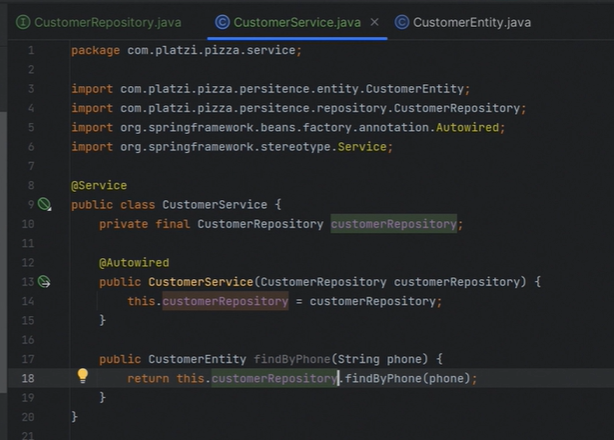 CustomerRepository.java CustomerService.java CustomerEntity.java
1 package com.platzi.pizza.service;
2
3 import com.platzi.pizza.persitence.entity.CustomerEntity;
4 import com.platzi.pizza.persitence.repository.CustomerRepository;
5 import org.springframework.beans.factory.annotation.Autowired;
6 import org.springframework.stereotype.Service;
7
8 @Service
9 public class CustomerService {
10 private final CustomerRepository customerRepository;
11
12 @Autowired
13 public CustomerService(CustomerRepository customerRepository) {
14 this.customerRepository = customerRepository;
15 }
16
17 public CustomerEntity findByPhone(String phone) {
18 return this.customerRepository.findByPhone(phone);
19 }
20 }
21